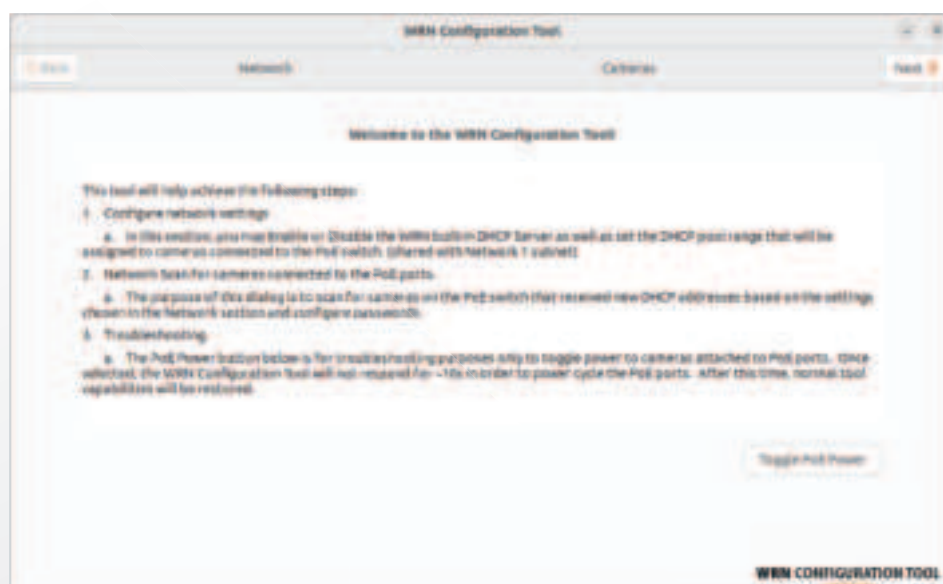 WRN Configuration Tool
Back Network Cameras Next
Welcome to the WRN Configuration Tool!
This tool will help achieve the following steps:
1. Configure network settings
a. In this section, you may Enable or Disable the WRN built-in DHCP Server as well as set the DHCP pool range that will be
assigned to cameras connected to the PoE switch. (shared with Network 1 subnet)
2. Network Scan for cameras connected to the PoE ports.
a. The purpose of this dialog is to scan for cameras on the PoE switch that received new DHCP addresses based on the settings
chosen in the Network section and configure passwords.
3. Troubleshooting
a. The PoE Power button below is for troubleshooting purposes only to toggle power to cameras attached to PoE ports. Once
selected, the WRN Configuration Tool will not respond for ~10s in order to power cycle the PoE ports. After this time, normal tool
capabilities will be restored.
Toggle PoE Power
WRN CONFIGURATION TOOL